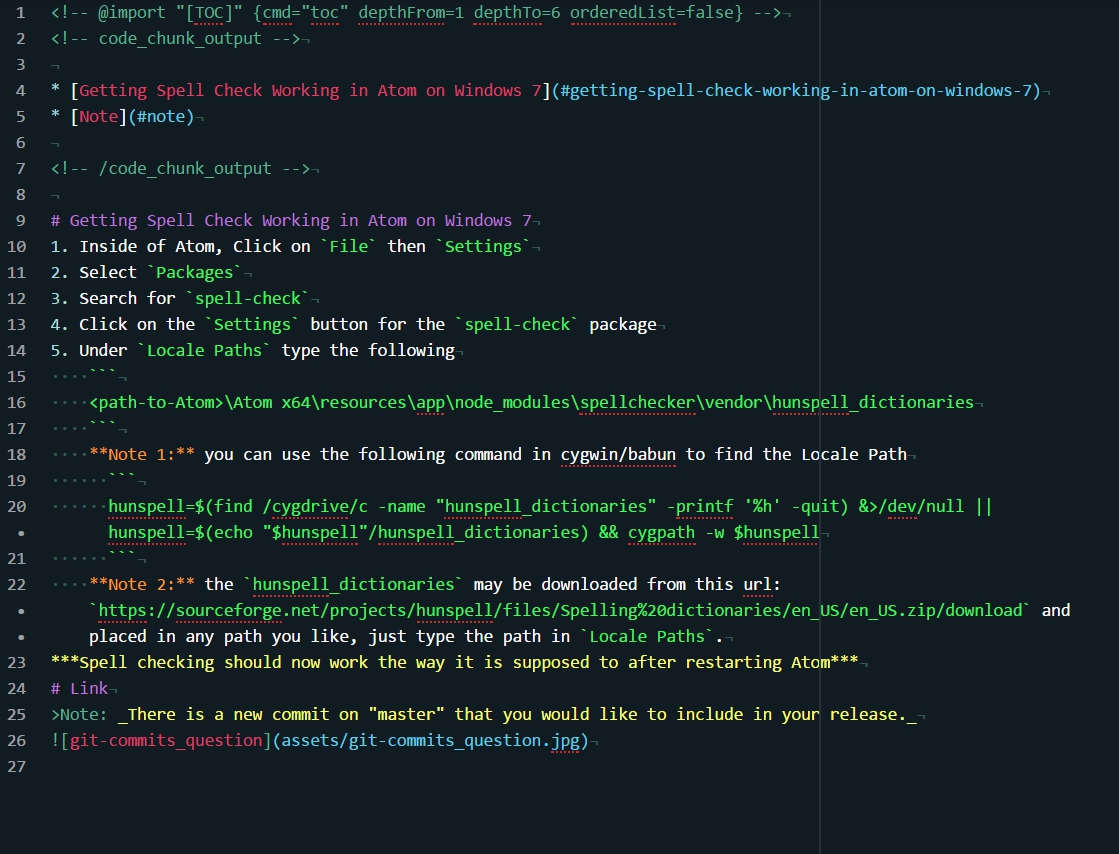 1 <!-- @import "[TOC]" {cmd="toc" depthFrom=1 depthTo=6 orderedList=false} -->¬
2 <!-- code_chunk_output -->¬
3 ¬
4 * [Getting Spell Check Working in Atom on Windows 7](#getting-spell-check-working-in-atom-on-windows-7)¬
5 * [Note](#note)¬
6 ¬
7 <!-- /code_chunk_output -->¬
8 ¬
9 # Getting Spell Check Working in Atom on Windows 7¬
10 1. Inside of Atom, Click on `File` then `Settings`¬
11 2. Select `Packages`¬
12 3. Search for `spell-check`¬
13 4. Click on the `Settings` button for the `spell-check` package¬
14 5. Under `Locale Paths` type the following¬
15 ····```¬
16 ····<path-to-Atom>\Atom x64\resources\app\node_modules\spellchecker\vendor\hunspell_dictionaries¬
17 ····```¬
18 ····**Note 1:** you can use the following command in cygwin/babun to find the Locale Path¬
19 ······```¬
20 ······hunspell=$(find /cygdrive/c -name "hunspell_dictionaries" -printf '%h' -quit) &>/dev/null ||
• hunspell=$(echo "$hunspell"/hunspell_dictionaries) && cygpath -w $hunspell¬
21 ······```¬
22 ····**Note 2:** the `hunspell_dictionaries` may be downloaded from this url:
• `https://sourceforge.net/projects/hunspell/files/Spelling%20dictionaries/en_US/en_US.zip/download` and
• placed in any path you like, just type the path in `Locale Paths`.¬
23 ***Spell checking should now work the way it is supposed to after restarting Atom***¬
24 # Link¬
25 >Note: _There is a new commit on "master" that you would like to include in your release._¬
26 ![git-commits_question](assets/git-commits_question.jpg)¬
27